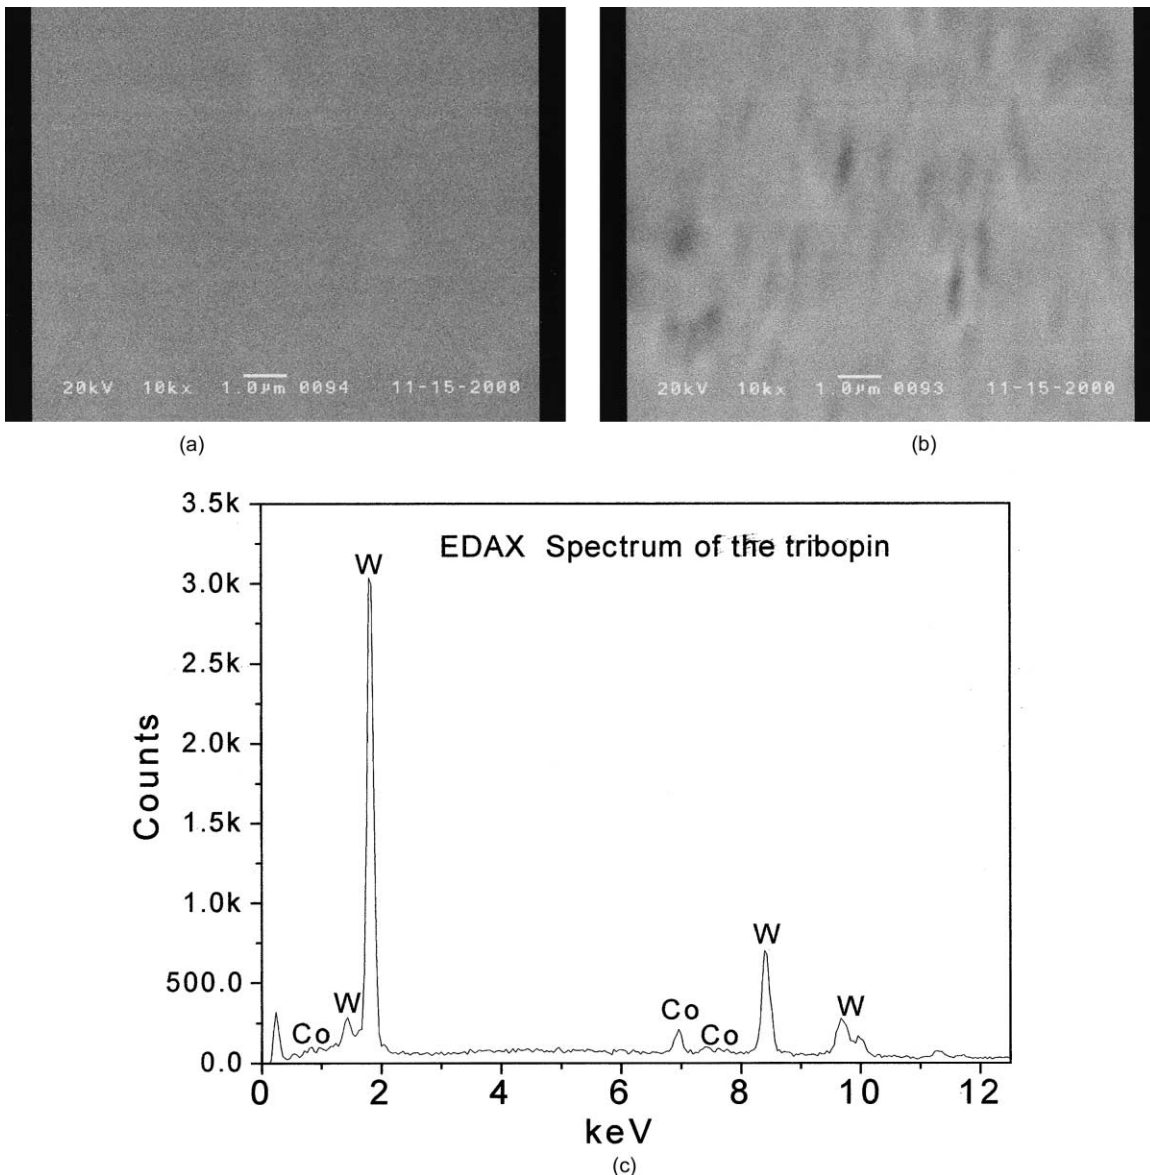 20kV 10kx 1.0µm 0094 11-15-2000
20kV 10kx 1.0µm 0093 11-15-2000
(a)
(b)
EDAX Spectrum of the tribopin
3.5k
3.0k
2.5k
2.0k
1.5k
1.0k
500.0
0.0
Counts
W
W
Co
Co
Co
W
W
0
2
4
6
8
10
12
keV
(c)